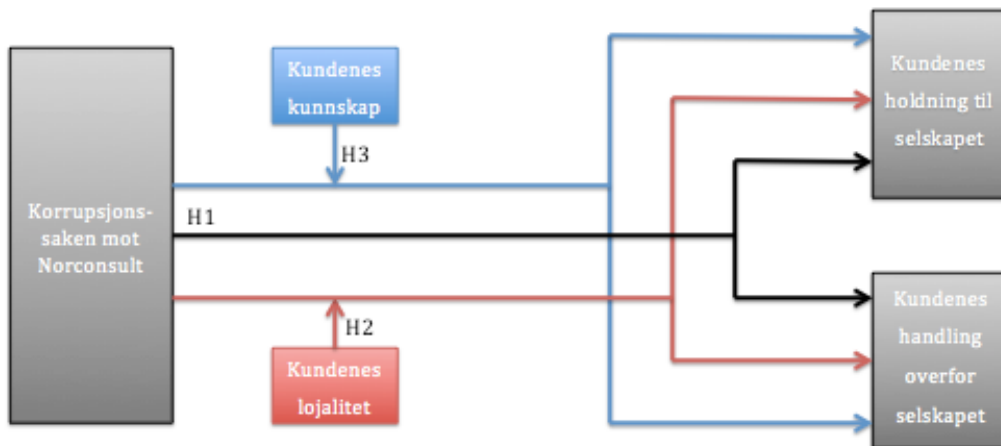 Korrupsjons-
saken mot
Norconsult
Kundenes
kunnskap
H3
H1
H2
Kundenes
lojalitet
Kundenes
holdning til
selskapet
Kundenes
handling
overfor
selskapet